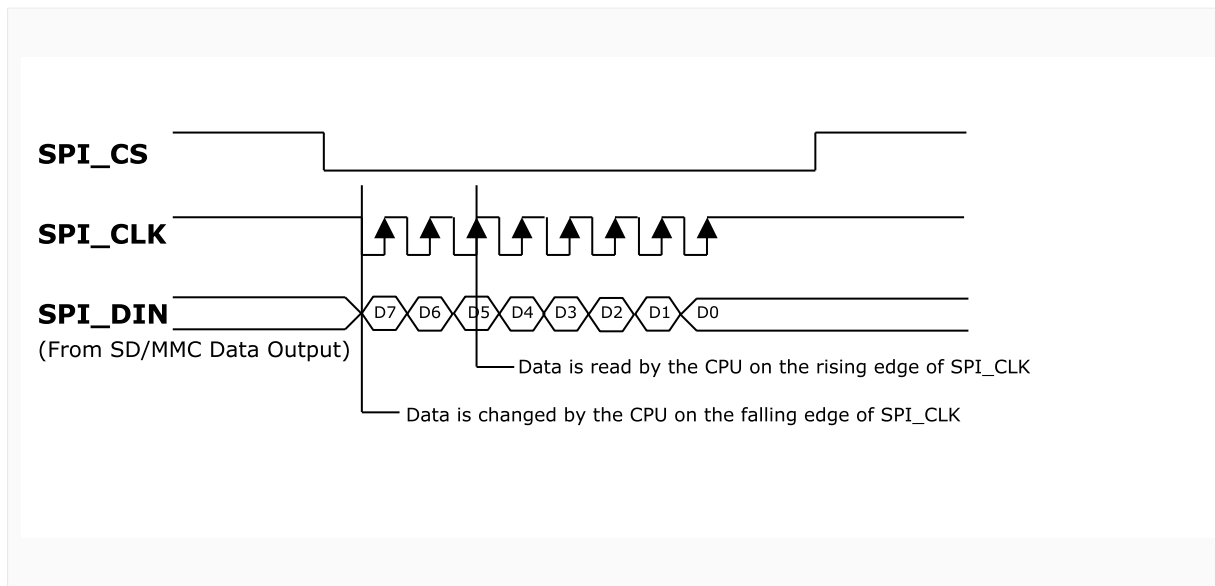 SPI_CS
SPI_CLK
SPI_DIN
D7 D6 D5 D4 D3 D2 D1 D0
(From SD/MMC Data Output)
Data is read by the CPU on the rising edge of SPI_CLK
Data is changed by the CPU on the falling edge of SPI_CLK